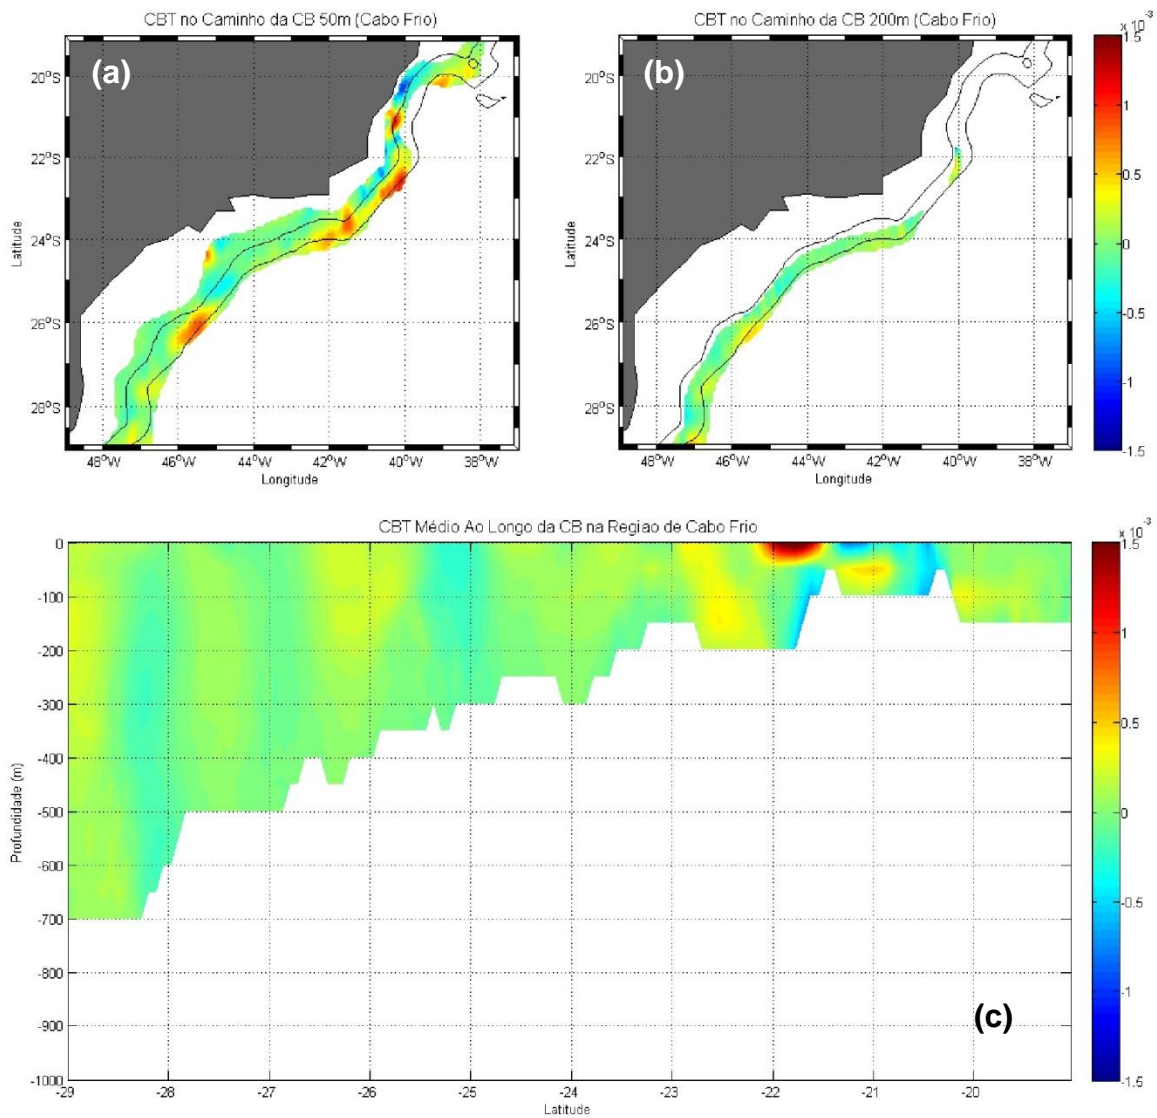 CBT no Caminho da CB 50m (Cabo Frio)
(a)
20°S
22°S
24°S
26°S
28°S
Latitude
48°W 46°W 44°W 42°W 40°W 38°W
Longitude
CBT no Caminho da CB 200m (Cabo Frio)
(b)
20°S
22°S
24°S
26°S
28°S
Latitude
48°W 46°W 44°W 42°W 40°W 38°W
Longitude
x 10⁻³
1.5
1
0.5
0
-0.5
-1
-1.5
CBT Médio Ao Longo da CB na Regiao de Cabo Frio
0
-100
-200
-300
-400
-500
-600
-700
-800
-900
-1000
Profundidade (m)
(c)
-29 -28 -27 -26 -25 -24 -23 -22 -21 -20
Latitude
x 10⁻³
1.5
1
0.5
0
-0.5
-1
-1.5